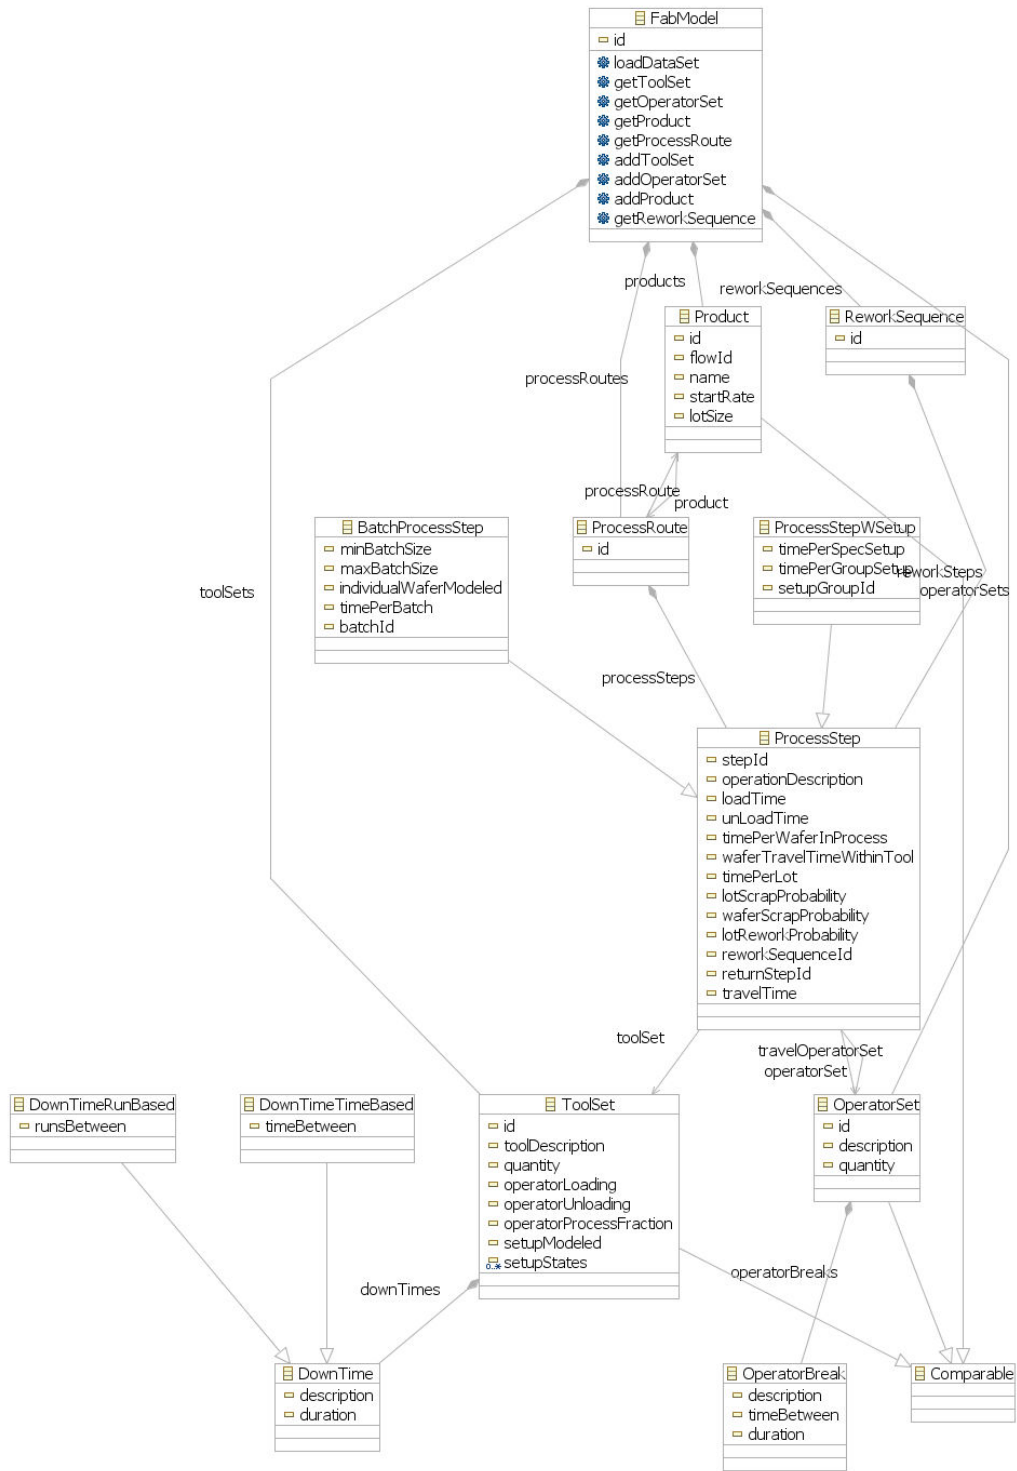 FabModel
id
loadDataSet
getToolSet
getOperatorSet
getProduct
getProcessRoute
addToolSet
addOperatorSet
addProduct
getReworkSequence
products
reworkSequences
Product
id
flowId
name
startRate
lotSize
ReworkSequence
id
processRoutes
processRoute
product
toolSets
BatchProcessStep
minBatchSize
maxBatchSize
individualWaferModeled
timePerBatch
batchId
ProcessRoute
id
ProcessStepWSetup
timePerSpecSetup
timePerGroupSetup
setupGroupId
reworkSteps
operatorSets
processSteps
ProcessStep
stepId
operationDescription
loadTime
unLoadTime
timePerWaferInProcess
waferTravelTimeWithinTool
timePerLot
lotScrapProbability
waferScrapProbability
lotReworkProbability
reworkSequenceId
returnStepId
travelTime
toolSet
travelOperatorSet
operatorSet
DownTimeRunBased
runsBetween
DownTimeTimeBased
timeBetween
ToolSet
id
toolDescription
quantity
operatorLoading
operatorUnloading
operatorProcessFraction
setupModeled
0..* setupStates
OperatorSet
id
description
quantity
downTimes
operatorBreaks
DownTime
description
duration
OperatorBreak
description
timeBetween
duration
Comparable